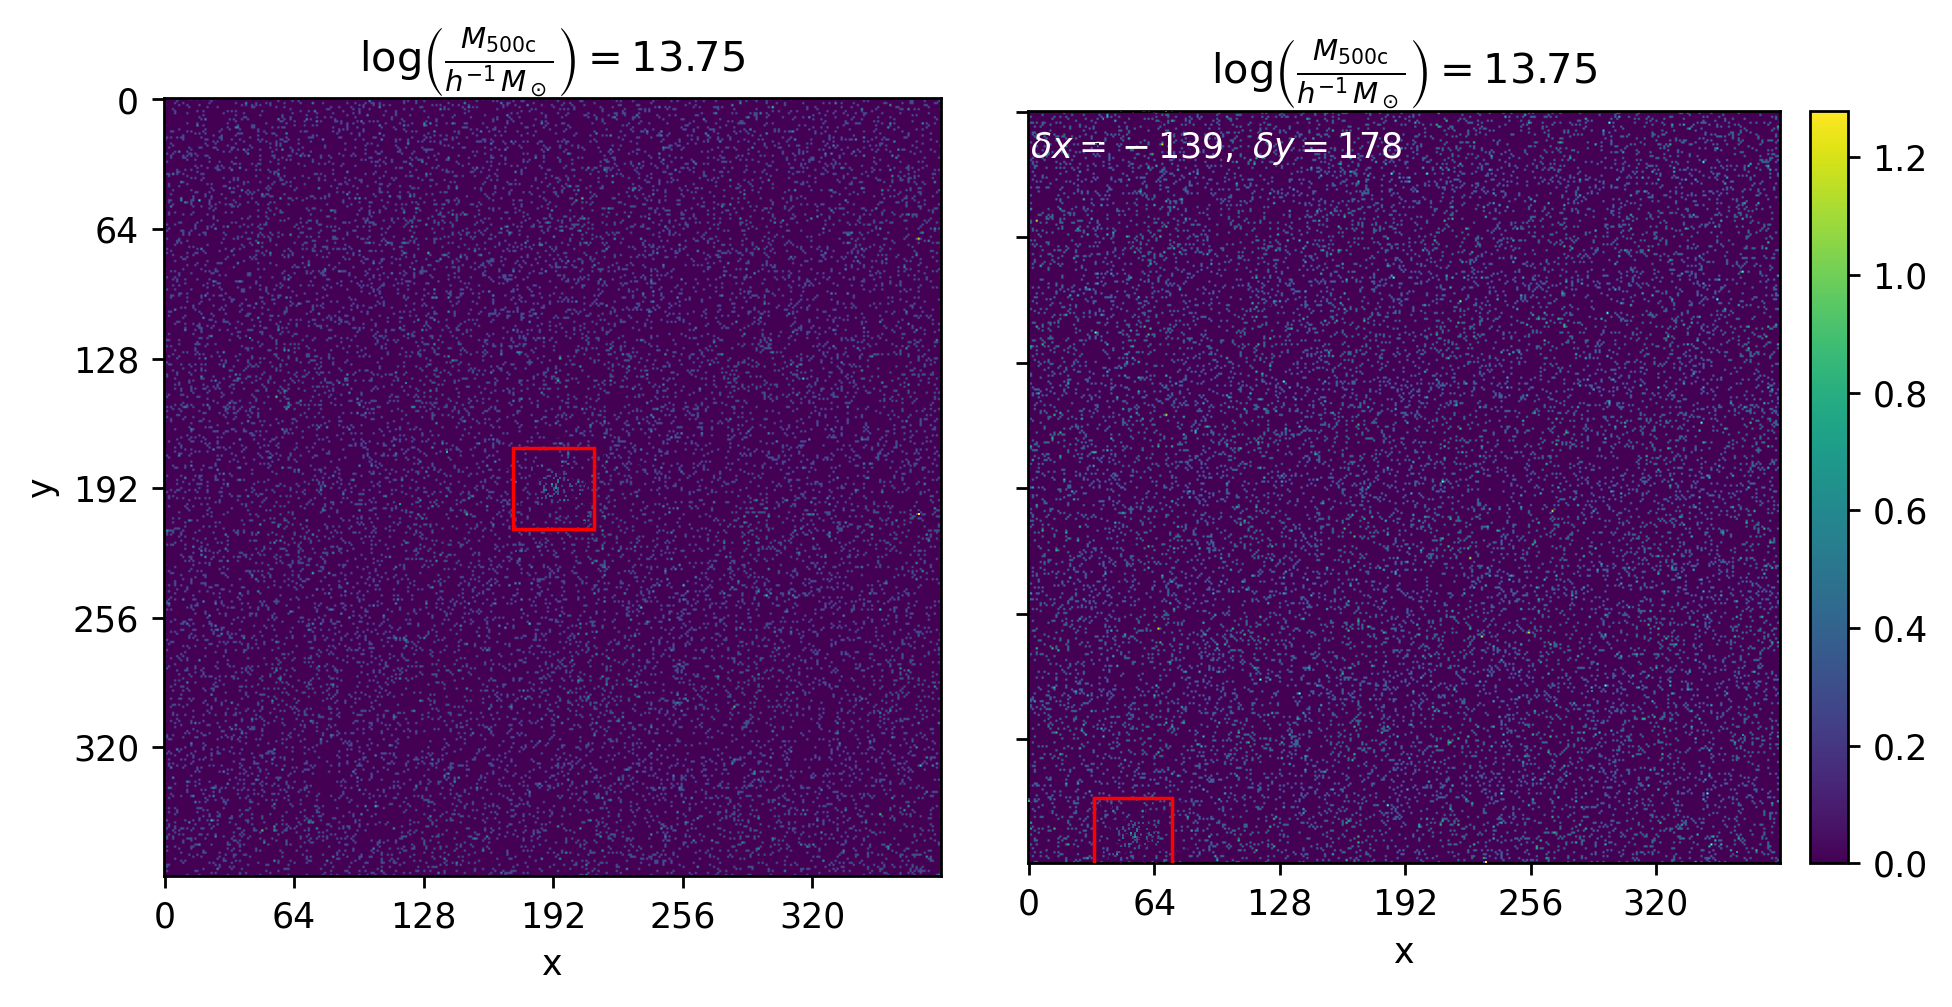 log(M500c / h−1 M⊙) = 13.75
0
64
128
192
256
320
y
0 64 128 192 256 320
x
log(M500c / h−1 M⊙) = 13.75
δx = −139, δy = 178
0 64 128 192 256 320
x
1.2
1.0
0.8
0.6
0.4
0.2
0.0